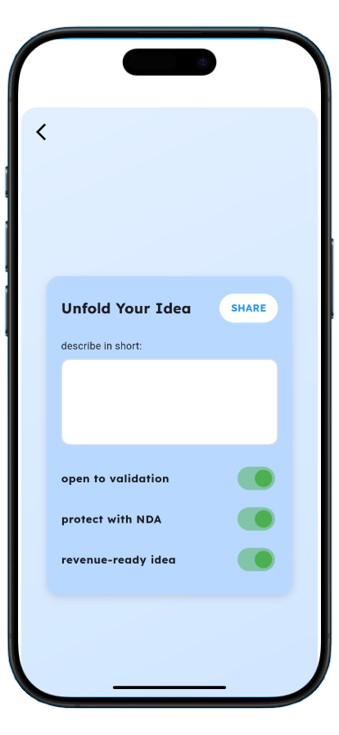 Unfold Your Idea
SHARE
describe in short:
open to validation
protect with NDA
revenue-ready idea